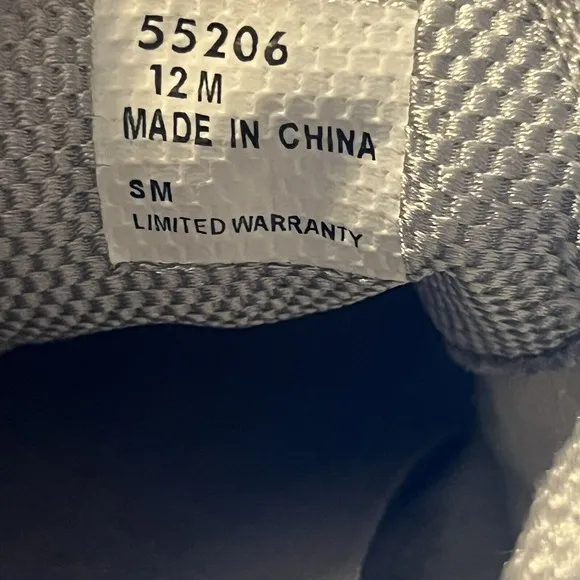 55206
12 M
MADE IN CHINA
SM
LIMITED WARRANTY